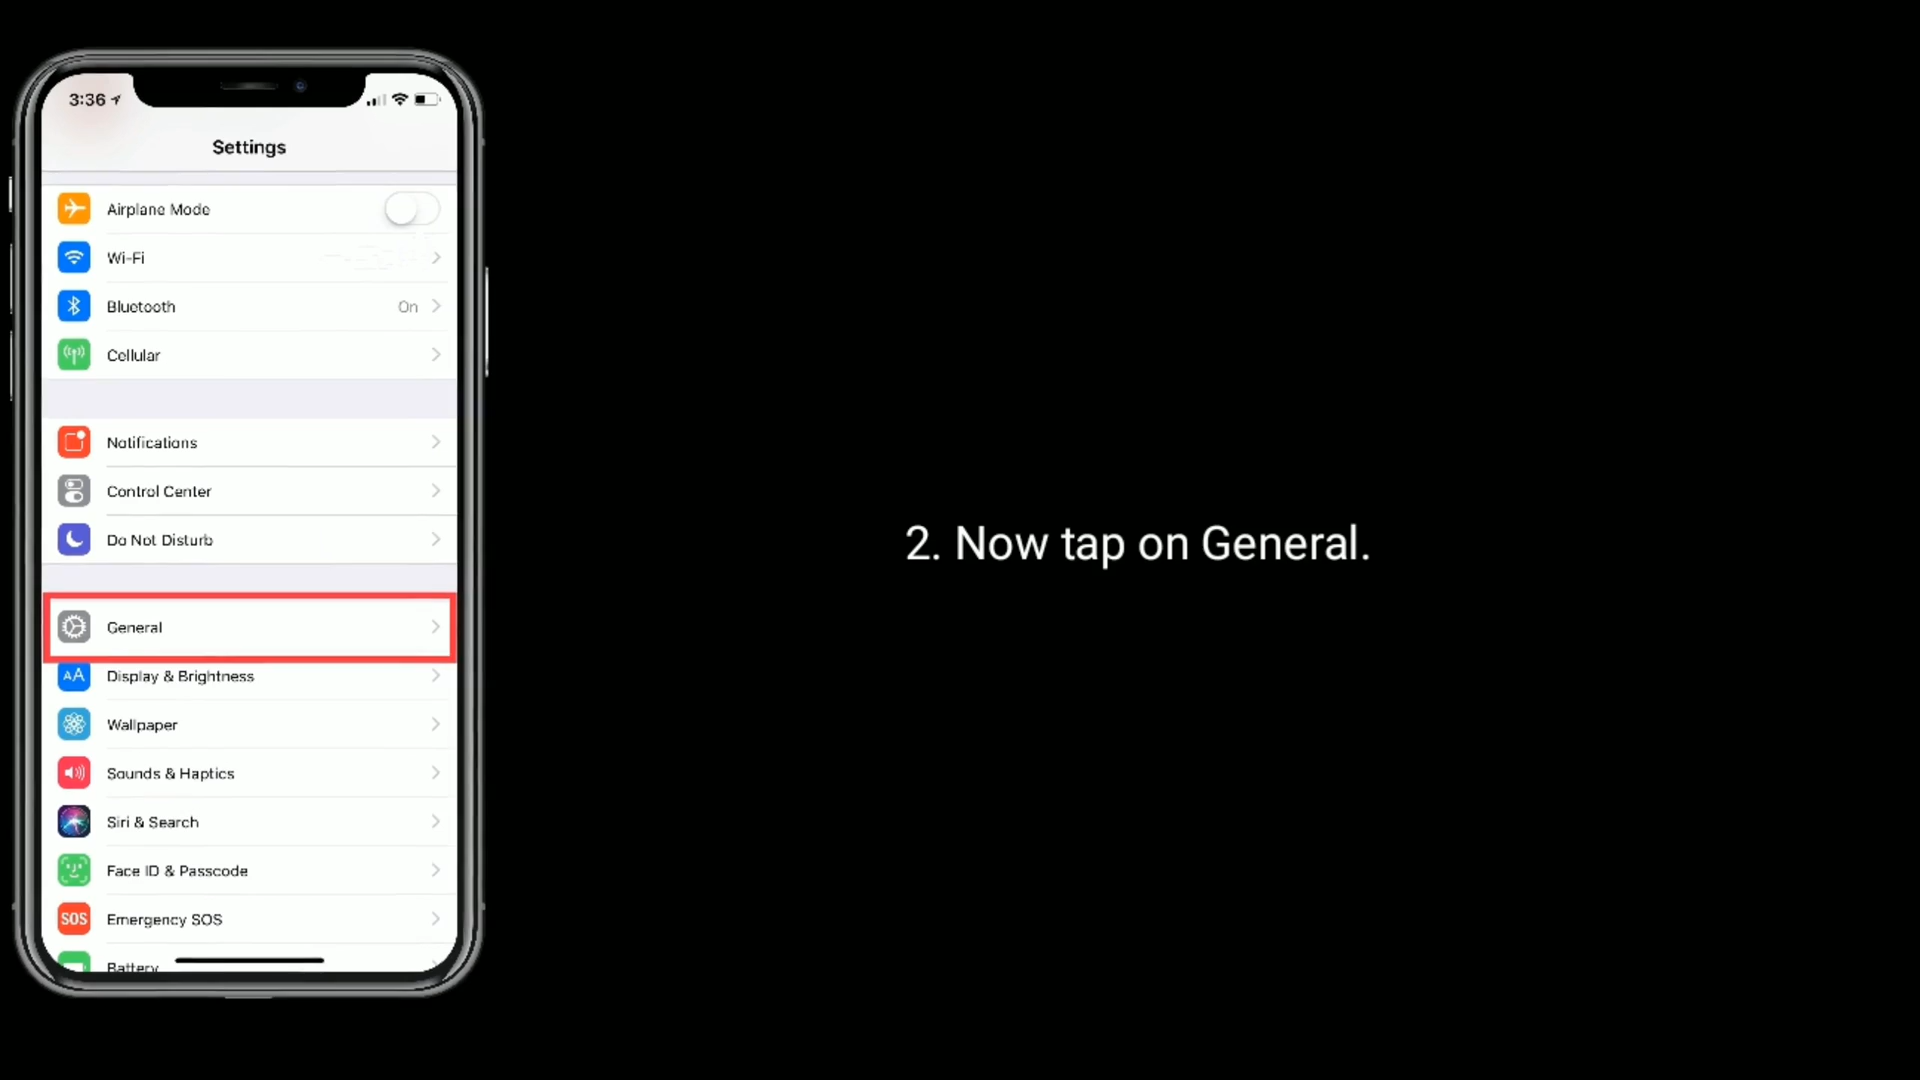 3:36
Settings
Airplane Mode
Wi-Fi
Bluetooth On
Cellular
Notifications
Control Center
Do Not Disturb
General
AA Display & Brightness
Wallpaper
Sounds & Haptics
Siri & Search
Face ID & Passcode
SOS Emergency SOS
Battery
2. Now tap on General.